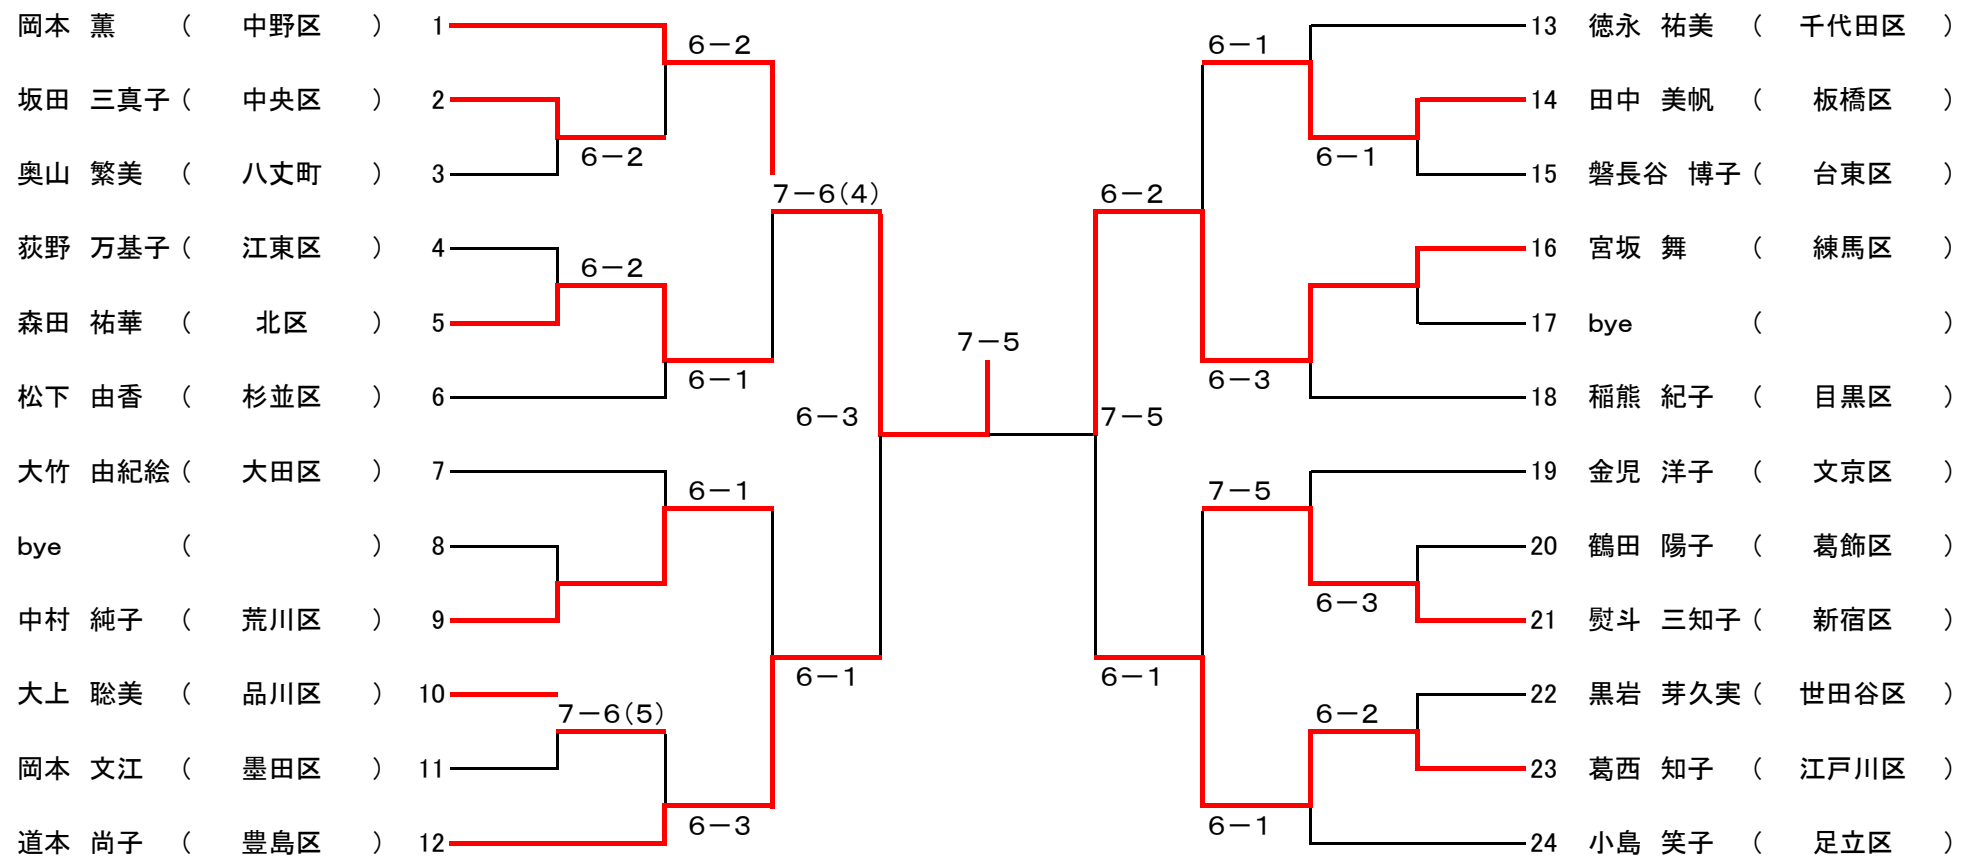 岡本 薫 ( 中野区 ) 1
6-2
坂田 三真子 ( 中央区 ) 2
6-2
奥山 繁美 ( 八丈町 ) 3
7-6(4)
荻野 万基子 ( 江東区 ) 4
6-2
森田 祐華 ( 北区 ) 5
6-1
松下 由香 ( 杉並区 ) 6
6-3
大竹 由紀絵 ( 大田区 ) 7
6-1
bye ( ) 8
中村 純子 ( 荒川区 ) 9
6-1
大上 聡美 ( 品川区 ) 10
7-6(5)
岡本 文江 ( 墨田区 ) 11
6-3
道本 尚子 ( 豊島区 ) 12
7-5
13 徳永 祐美 ( 千代田区 )
6-1
14 田中 美帆 ( 板橋区 )
6-1
15 磐長谷 博子 ( 台東区 )
6-2
16 宮坂 舞 ( 練馬区 )
17 bye ( )
6-3
18 稲熊 紀子 ( 目黒区 )
7-5
19 金児 洋子 ( 文京区 )
7-5
20 鶴田 陽子 ( 葛飾区 )
6-3
21 熨斗 三知子 ( 新宿区 )
6-1
22 黒岩 芽久実 ( 世田谷区 )
6-2
23 葛西 知子 ( 江戸川区 )
6-1
24 小島 笑子 ( 足立区 )